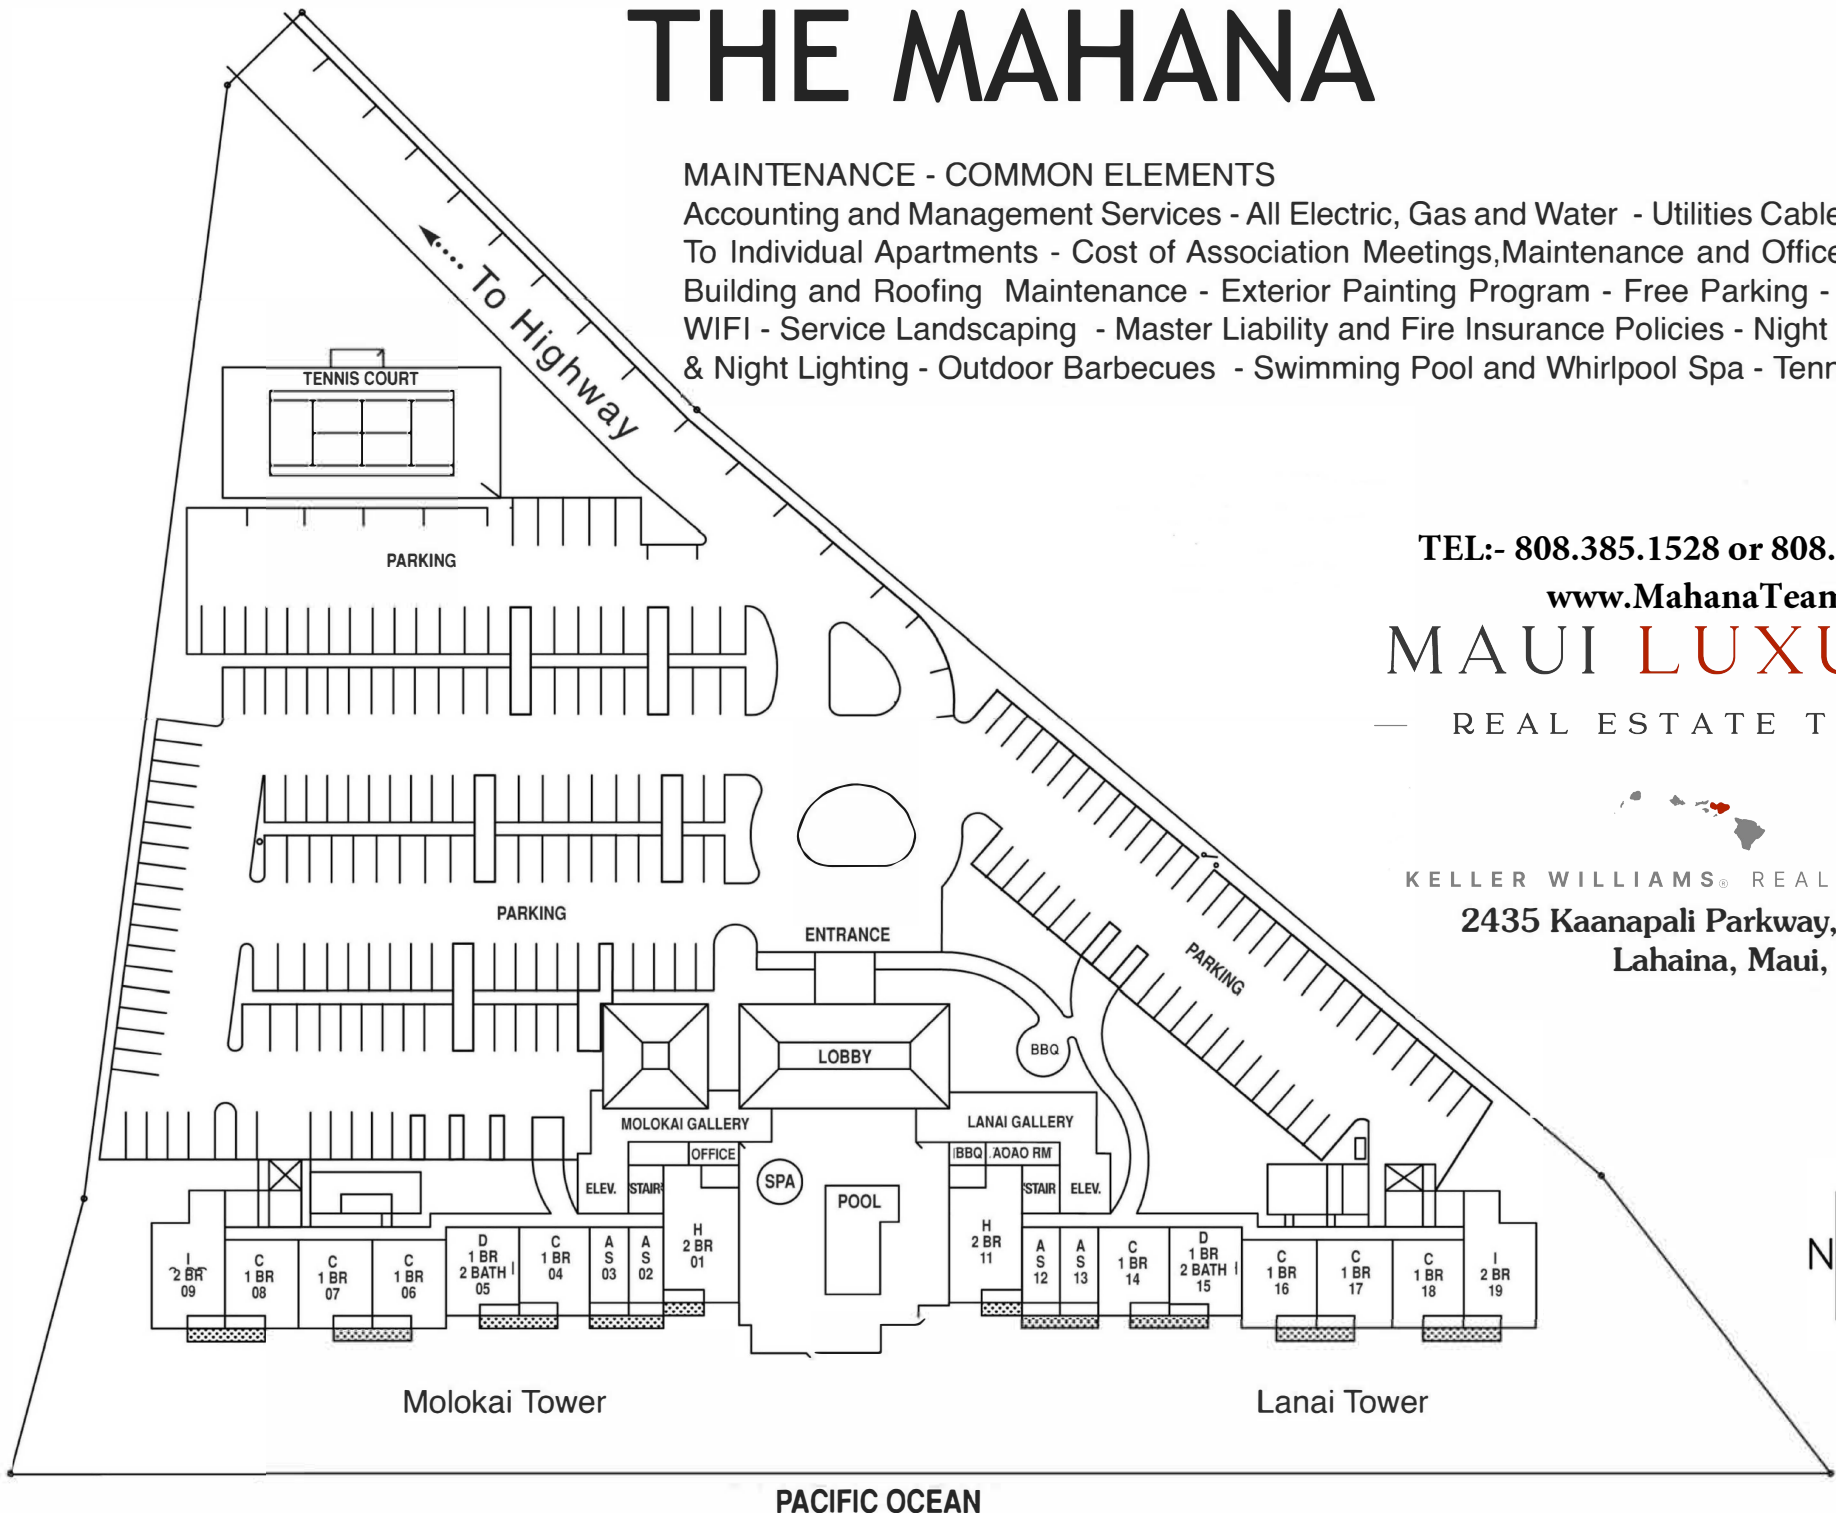 THE MAHANA
MAINTENANCE - COMMON ELEMENTS
Accounting and Management Services - All Electric, Gas and Water - Utilities Cable
To Individual Apartments - Cost of Association Meetings,Maintenance and Office
Building and Roofing Maintenance - Exterior Painting Program - Free Parking -
WIFI - Service Landscaping - Master Liability and Fire Insurance Policies - Night
& Night Lighting - Outdoor Barbecues - Swimming Pool and Whirlpool Spa - Tenn
To Highway
TENNIS COURT
PARKING
TEL:- 808.385.1528 or 808.
www.MahanaTeam
MAUI LUXU
REAL ESTATE T
KELLER WILLIAMS® REAL
2435 Kaanapali Parkway,
Lahaina, Maui,
PARKING
ENTRANCE
PARKING
BBQ
LOBBY
MOLOKAI GALLERY
LANAI GALLERY
OFFICE
BBQ
AOAO RM
ELEV.
STAIR
SPA
POOL
STAIR
ELEV.
I
2 BR
09
C
1 BR
08
C
1 BR
07
C
1 BR
06
D
1 BR
2 BATH
05
C
1 BR
04
A
S
03
A
S
02
H
2 BR
01
H
2 BR
11
A
S
12
A
S
13
C
1 BR
14
D
1 BR
2 BATH
15
C
1 BR
16
C
1 BR
17
C
1 BR
18
I
2 BR
19
N
Molokai Tower
Lanai Tower
PACIFIC OCEAN